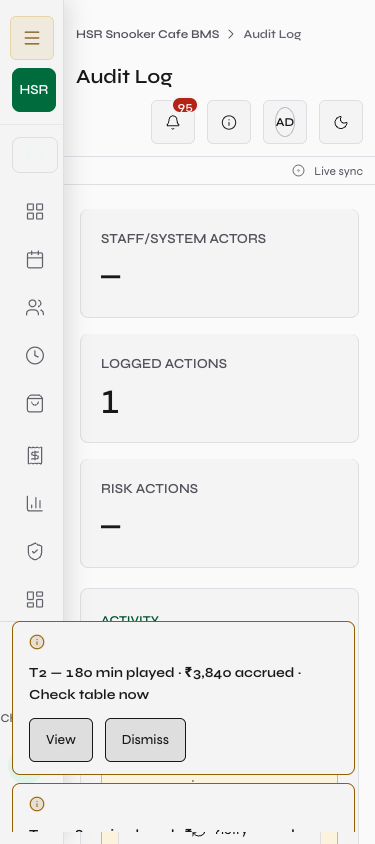 HSR Snooker Cafe BMS > Audit Log
Audit Log
HSR
95
AD
Live sync
STAFF/SYSTEM ACTORS
—
LOGGED ACTIONS
1
RISK ACTIONS
—
ACTIVITY
T2 — 180 min played · ₹3,840 accrued ·
Check table now
View
Dismiss